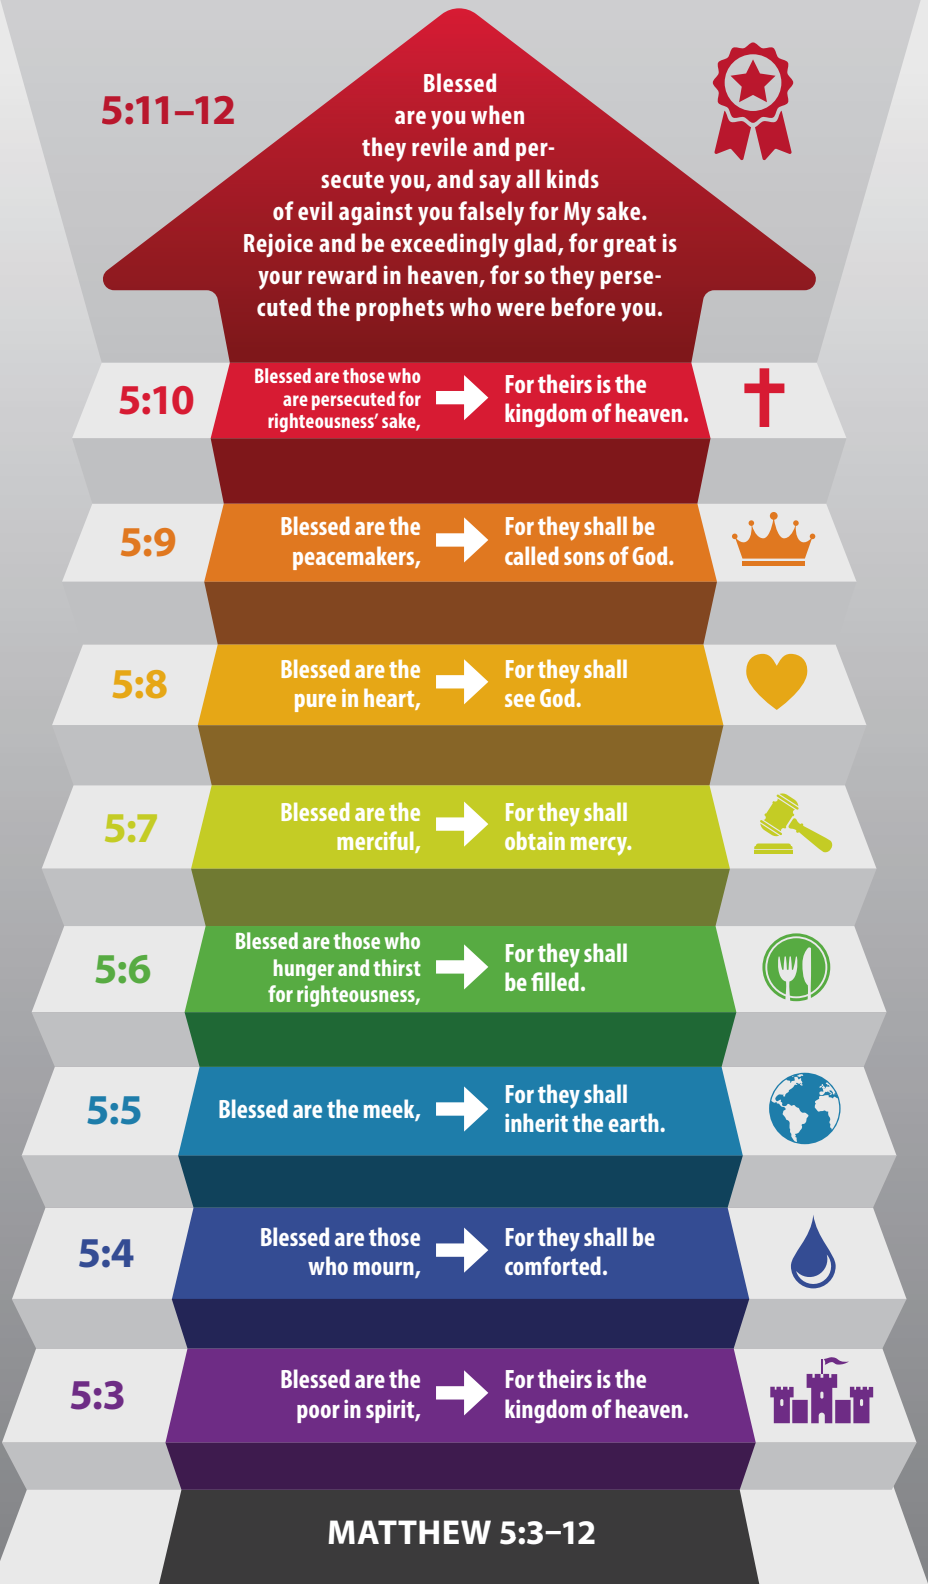 5:11–12
Blessed
are you when
they revile and per-
secute you, and say all kinds
of evil against you falsely for My sake.
Rejoice and be exceedingly glad, for great is
your reward in heaven, for so they perse-
cuted the prophets who were before you.
5:10
Blessed are those who
are persecuted for
righteousness’ sake,
For theirs is the
kingdom of heaven.
5:9
Blessed are the
peacemakers,
For they shall be
called sons of God.
5:8
Blessed are the
pure in heart,
For they shall
see God.
5:7
Blessed are the
merciful,
For they shall
obtain mercy.
5:6
Blessed are those who
hunger and thirst
for righteousness,
For they shall
be filled.
5:5
Blessed are the meek,
For they shall
inherit the earth.
5:4
Blessed are those
who mourn,
For they shall be
comforted.
5:3
Blessed are the
poor in spirit,
For theirs is the
kingdom of heaven.
MATTHEW 5:3–12